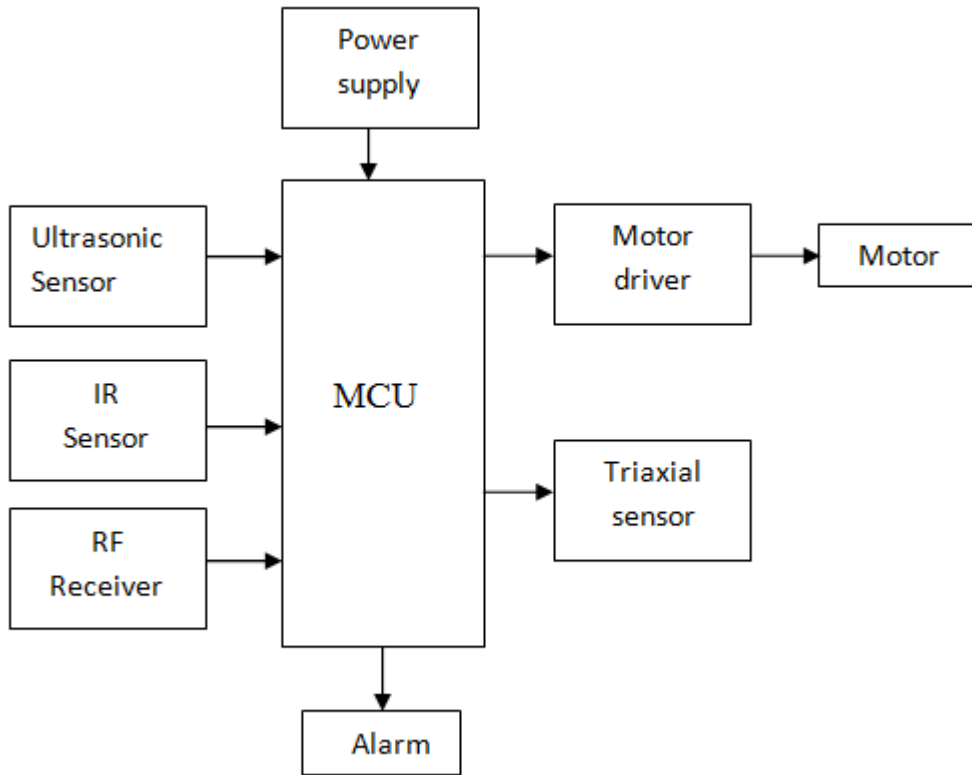 Power
supply
Ultrasonic
Sensor
Motor
driver
Motor
IR
Sensor
MCU
Triaxial
sensor
RF
Receiver
Alarm